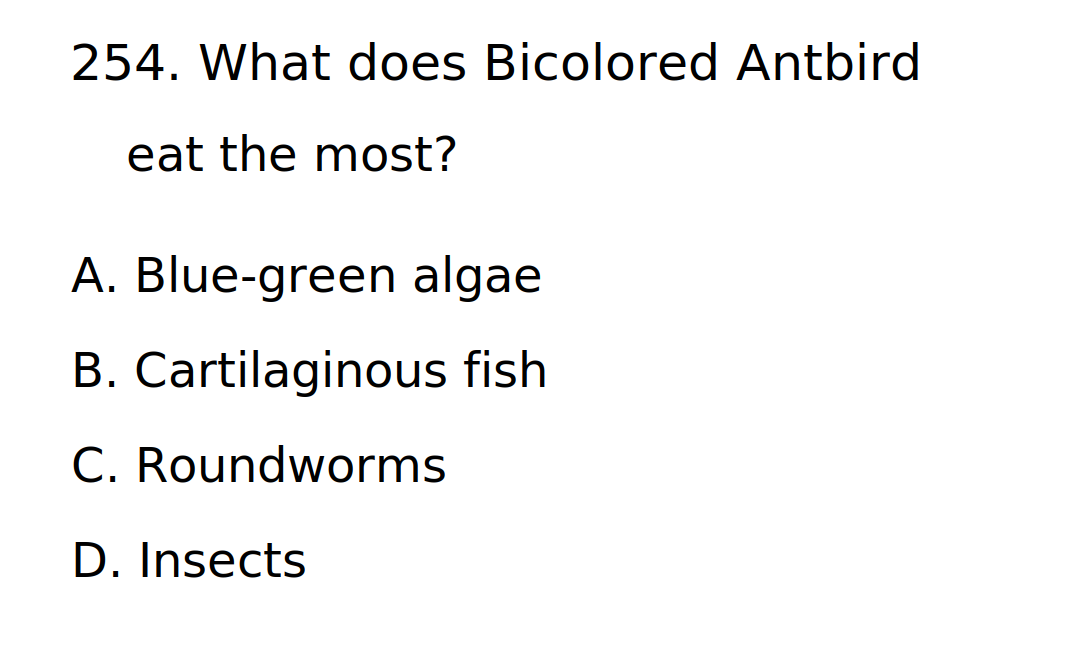 254. What does Bicolored Antbird
eat the most?
A. Blue-green algae
B. Cartilaginous fish
C. Roundworms
D. Insects